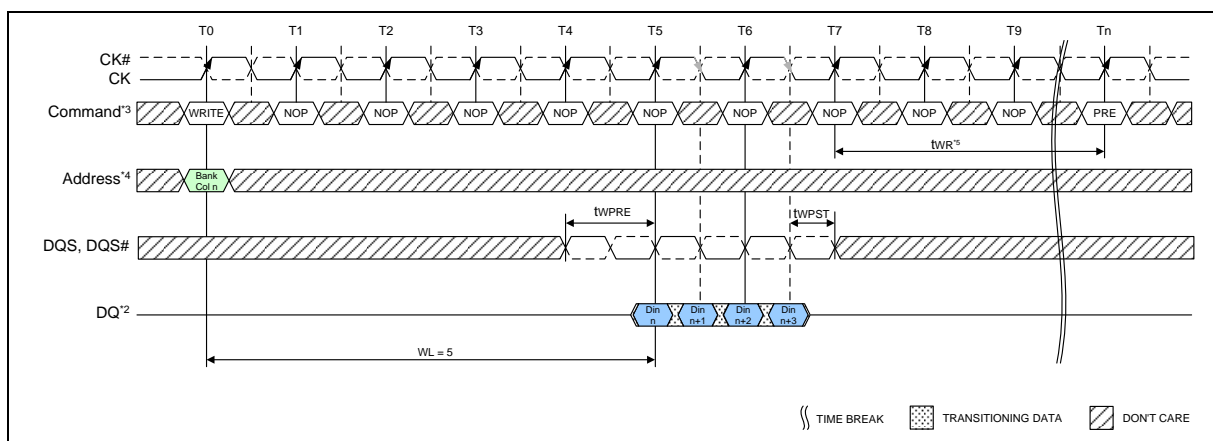 T0 T1 T2 T3 T4 T5 T6 T7 T8 T9 Tn
CK#
CK
Command*3 WRITE NOP NOP NOP NOP NOP NOP NOP NOP NOP PRE
tWR*5
Address*4 Bank
Col n
tWPRE tWPST
DQS, DQS#
DQ*2 Din n Din n+1 Din n+2 Din n+3
WL = 5
TIME BREAK TRANSITIONING DATA DON'T CARE